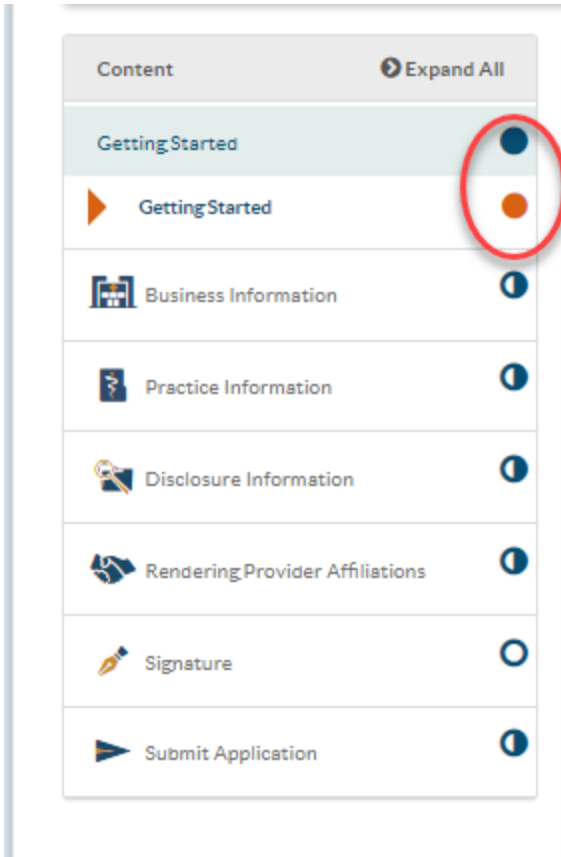 Content Expand All
Getting Started
Getting Started
Business Information
Practice Information
Disclosure Information
Rendering Provider Affiliations
Signature
Submit Application